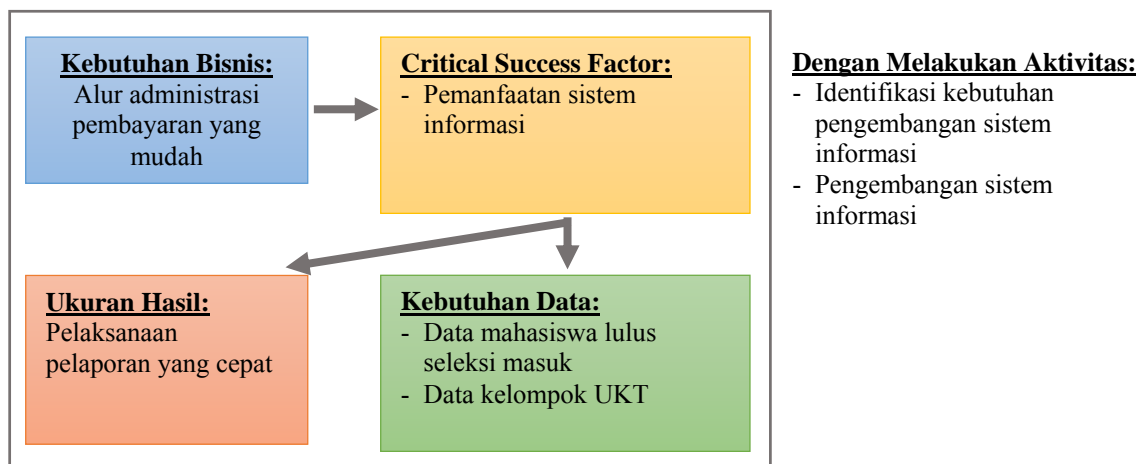 Kebutuhan Bisnis:
Alur administrasi
pembayaran yang
mudah
Critical Success Factor:
- Pemanfaatan sistem
informasi
Dengan Melakukan Aktivitas:
- Identifikasi kebutuhan
pengembangan sistem
informasi
- Pengembangan sistem
informasi
Ukuran Hasil:
Pelaksanaan
pelaporan yang cepat
Kebutuhan Data:
- Data mahasiswa lulus
seleksi masuk
- Data kelompok UKT